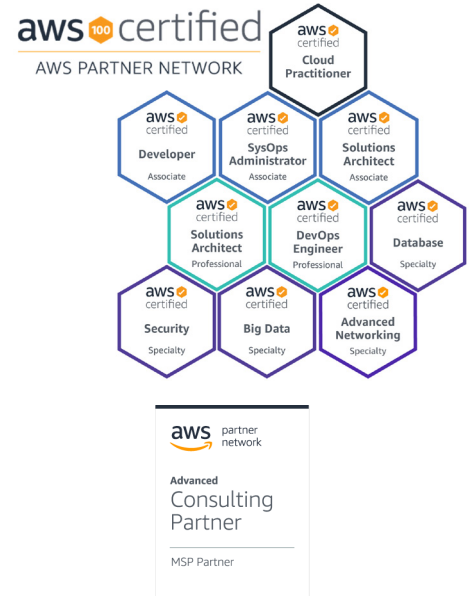 aws 100 certified
AWS PARTNER NETWORK
aws
certified
Cloud
Practitioner
aws
certified
Developer
Associate
aws
certified
SysOps
Administrator
Associate
aws
certified
Solutions
Architect
Associate
aws
certified
Solutions
Architect
Professional
aws
certified
DevOps
Engineer
Professional
aws
certified
Database
Specialty
aws
certified
Security
Specialty
aws
certified
Big Data
Specialty
aws
certified
Advanced
Networking
Specialty
aws partner
network
Advanced
Consulting
Partner
MSP Partner